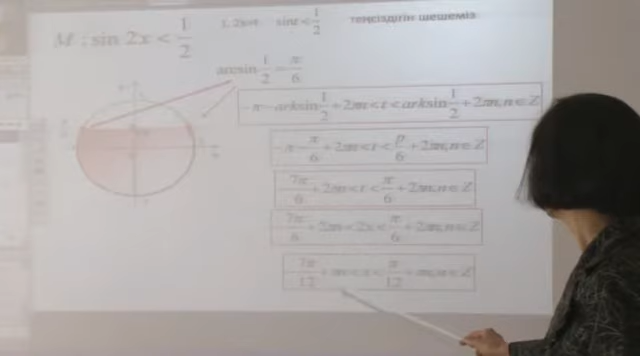 M: sin 2x < 1/2
1. 2x=t sint < 1/2 теңсіздігін шешеміз
arcsin 1/2 = π/6
-π - arksin 1/2 + 2πn < t < arksin 1/2 + 2πn, n ∈ Z
-π - π/6 + 2πn < t < p/6 + 2πn, n ∈ Z
-7π/6 + 2πn < t < π/6 + 2πn, n ∈ Z
-7π/6 + 2πn < 2x < π/6 + 2πn, n ∈ Z
-7π/12 + πn < x < π/12 + πn, n ∈ Z